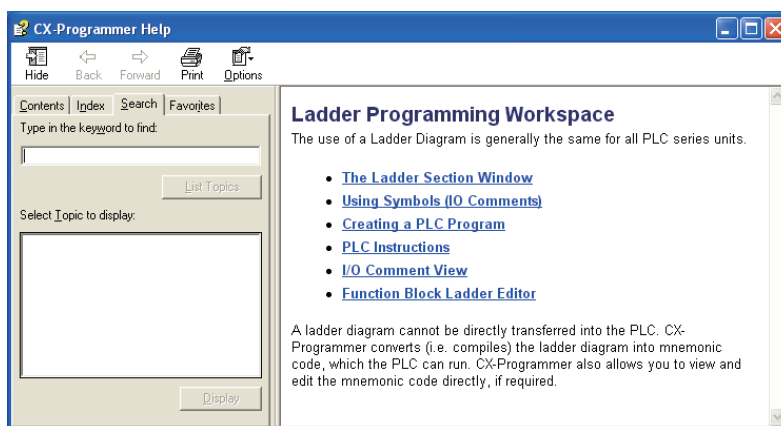 CX-Programmer Help
Hide Back Forward Print Options
Contents Index Search Favorites
Type in the keyword to find:
List Topics
Select Topic to display:
Display
Ladder Programming Workspace
The use of a Ladder Diagram is generally the same for all PLC series units.
• The Ladder Section Window
• Using Symbols (IO Comments)
• Creating a PLC Program
• PLC Instructions
• I/O Comment View
• Function Block Ladder Editor
A ladder diagram cannot be directly transferred into the PLC. CX-
Programmer converts (i.e. compiles) the ladder diagram into mnemonic
code, which the PLC can run. CX-Programmer also allows you to view and
edit the mnemonic code directly, if required.